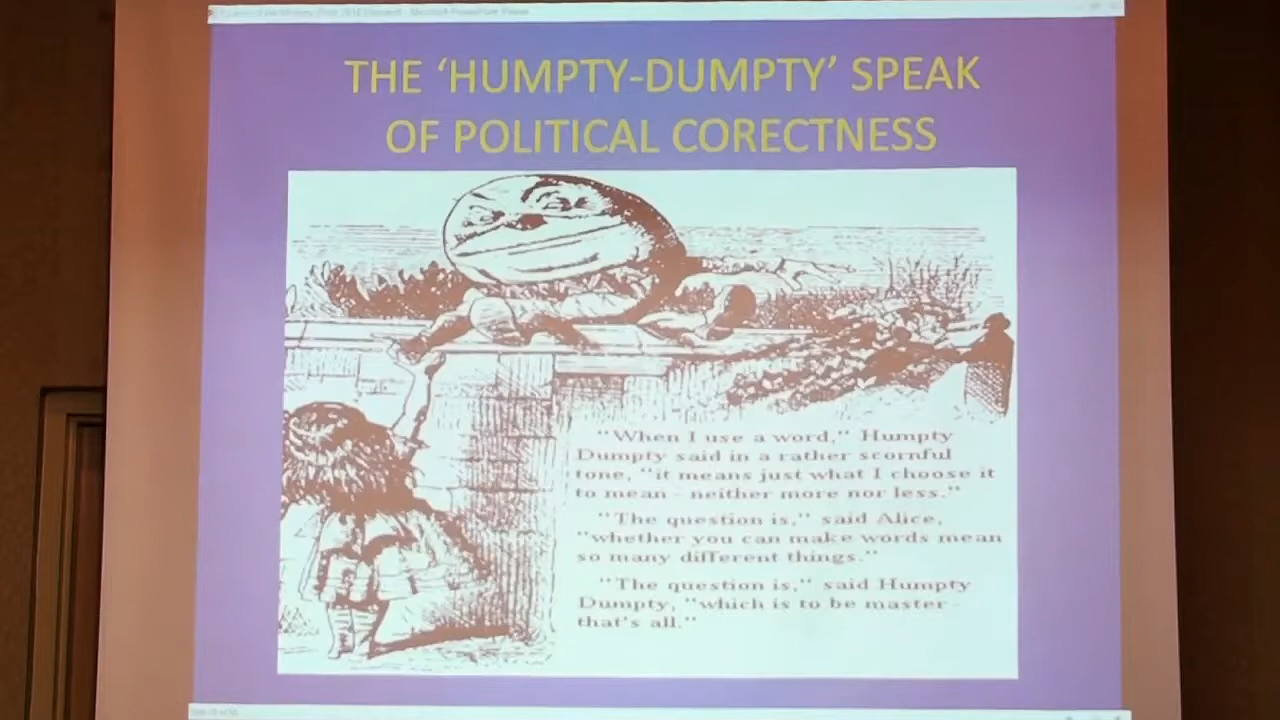 THE ‘HUMPTY-DUMPTY’ SPEAK
OF POLITICAL CORECTNESS
"When I use a word," Humpty
Dumpty said in a rather scornful
tone, "it means just what I choose it
to mean - neither more nor less."
"The question is," said Alice,
"whether you can make words mean
so many different things."
"The question is," said Humpty
Dumpty, "which is to be master -
that's all."